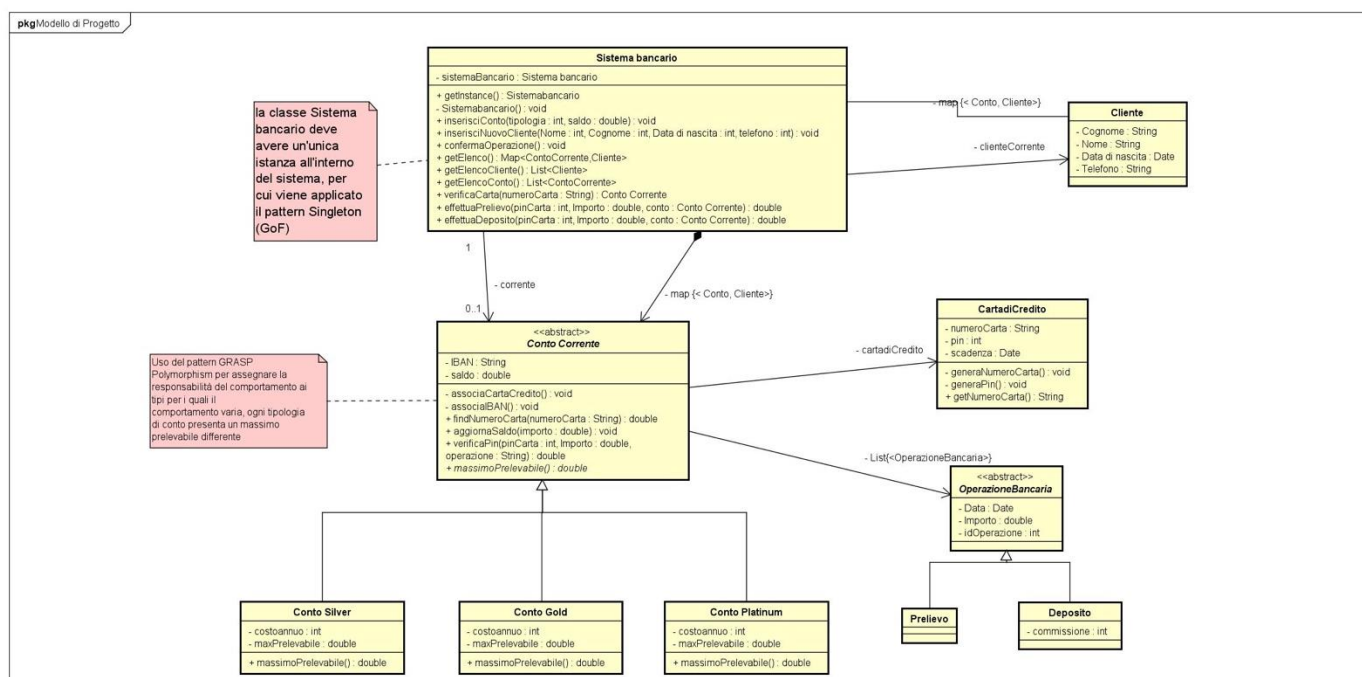 pkg Modello di Progetto
Sistema bancario
- sistemaBancario : Sistema bancario
+ getInstance() : Sistemabancario
- Sistemabancario() : void
+ inserisciConto(tipologia : int, saldo : double) : void
+ inserisciNuovoCliente(Nome : int, Cognome : int, Data di nascita : int, telefono : int) : void
+ confermaOperazione() : void
+ getElenco() : Map<ContoCorrente,Cliente>
+ getElencoCliente() : List<Cliente>
+ getElencoConto() : List<ContoCorrente>
+ verificaCarta(numeroCarta : String) : Conto Corrente
+ effettuaPrelievo(pinCarta : int, Importo : double, conto : Conto Corrente) : double
+ effettuaDeposito(pinCarta : int, Importo : double, conto : Conto Corrente) : double
la classe Sistema
bancario deve
avere un'unica
istanza all'interno
del sistema, per
cui viene applicato
il pattern Singleton
(GoF)
- map {< Conto, Cliente>}
Cliente
- Cognome : String
- Nome : String
- Data di nascita : Date
- Telefono : String
- clienteCorrente
1
- corrente
0..1
- map {< Conto, Cliente>}
<<abstract>>
Conto Corrente
- IBAN : String
- saldo : double
- associaCartaCredito() : void
- associaIBAN() : void
+ findNumeroCarta(numeroCarta : String) : double
+ aggiornaSaldo(importo : double) : void
+ verificaPin(pinCarta : int, Importo : double,
operazione : String) : double
+ massimoPrelevabile() : double
Uso del pattern GRASP
Polymorphism per assegnare la
responsabilità del comportamento ai
tipi per i quali il
comportamento varia, ogni tipologia
di conto presenta un massimo
prelevabile differente
- cartadiCredito
CartadiCredito
- numeroCarta : String
- pin : int
- scadenza : Date
- generaNumeroCarta() : void
- generaPin() : void
+ getNumeroCarta() : String
- List{<OperazioneBancaria>}
<<abstract>>
OperazioneBancaria
- Data : Date
- Importo : double
- idOperazione : int
Conto Silver
- costoannuo : int
- maxPrelevabile : double
+ massimoPrelevabile() : double
Conto Gold
- costoannuo : int
- maxPrelevabile : double
+ massimoPrelevabile() : double
Conto Platinum
- costoannuo : int
- maxPrelevabile : double
+ massimoPrelevabile() : double
Prelievo
Deposito
- commissione : int